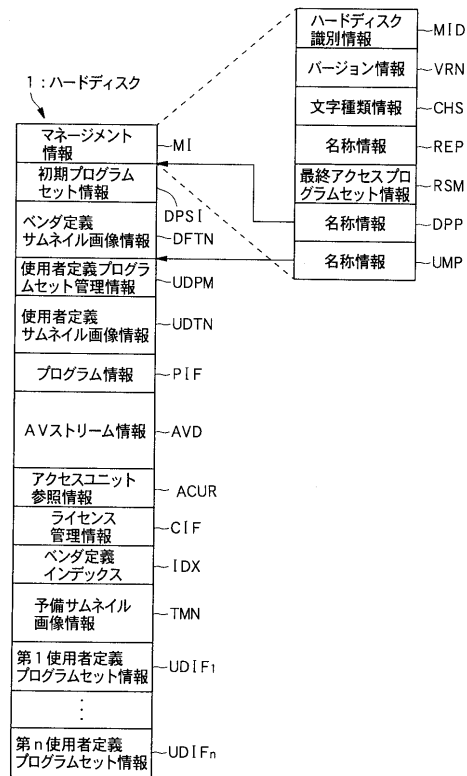 1:ハードディスク
マネージメント
情報
MI
初期プログラム
セット情報
DPSI
ベンダ定義
サムネイル画像情報
DFTN
使用者定義プログラ
ムセット管理情報
UDPM
使用者定義
サムネイル画像情報
UDTN
プログラム情報
PIF
AVストリーム情報
AVD
アクセスユニット
参照情報
ACUR
ライセンス
管理情報
CIF
ベンダ定義
インデックス
IDX
予備サムネイル
画像情報
TMN
第1使用者定義
プログラムセット情報
UDIF1
⋮
第n使用者定義
プログラムセット情報
UDIFn
ハードディスク
識別情報
MID
バージョン情報
VRN
文字種類情報
CHS
名称情報
REP
最終アクセスプロ
グラムセット情報
RSM
名称情報
DPP
名称情報
UMP